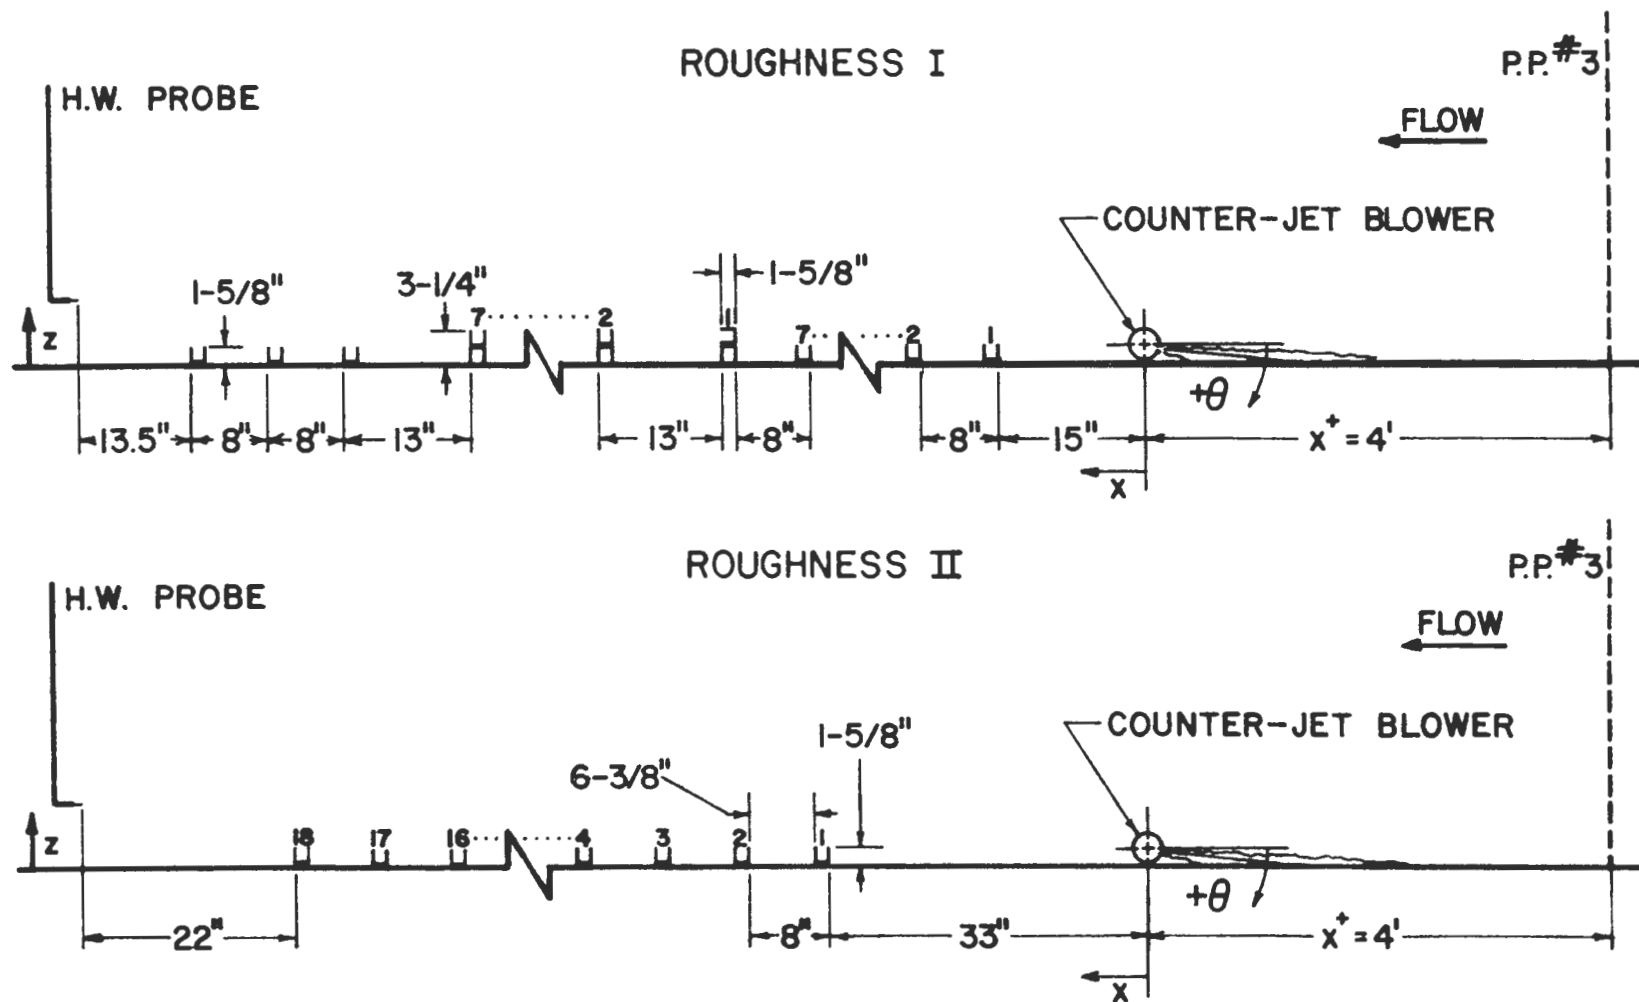 ROUGHNESS I
P.P.#3
H.W. PROBE
FLOW
COUNTER-JET BLOWER
1-5/8"
3-1/4"
1-5/8"
7 ...... 2
1
7 ...... 2
1
z
+θ
13.5"
8"
8"
13"
13"
8"
8"
15"
x⁺ = 4'
x
ROUGHNESS II
P.P.#3
H.W. PROBE
FLOW
COUNTER-JET BLOWER
1-5/8"
6-3/8"
18
17
16 ...... 4
3
2
1
z
+θ
22"
8"
33"
x⁺ = 4'
x